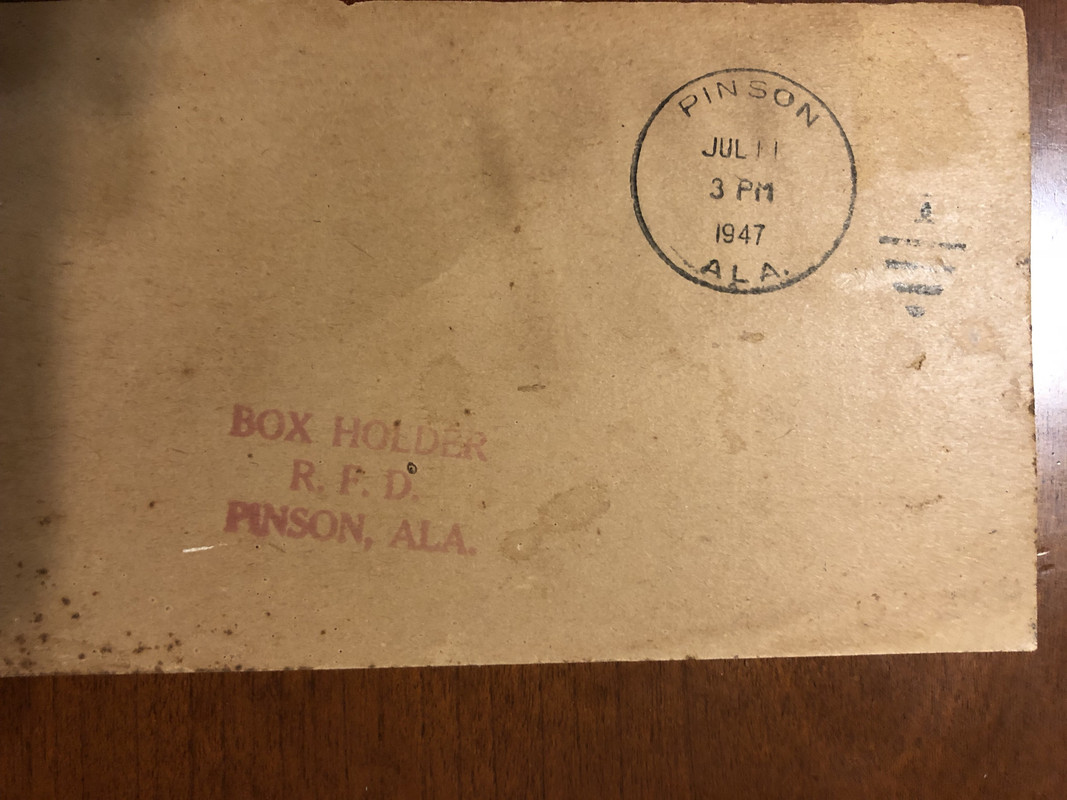 PINSON
JUL 11
3 PM
1947
ALA.
BOX HOLDER
R. F. D.
PINSON, ALA.